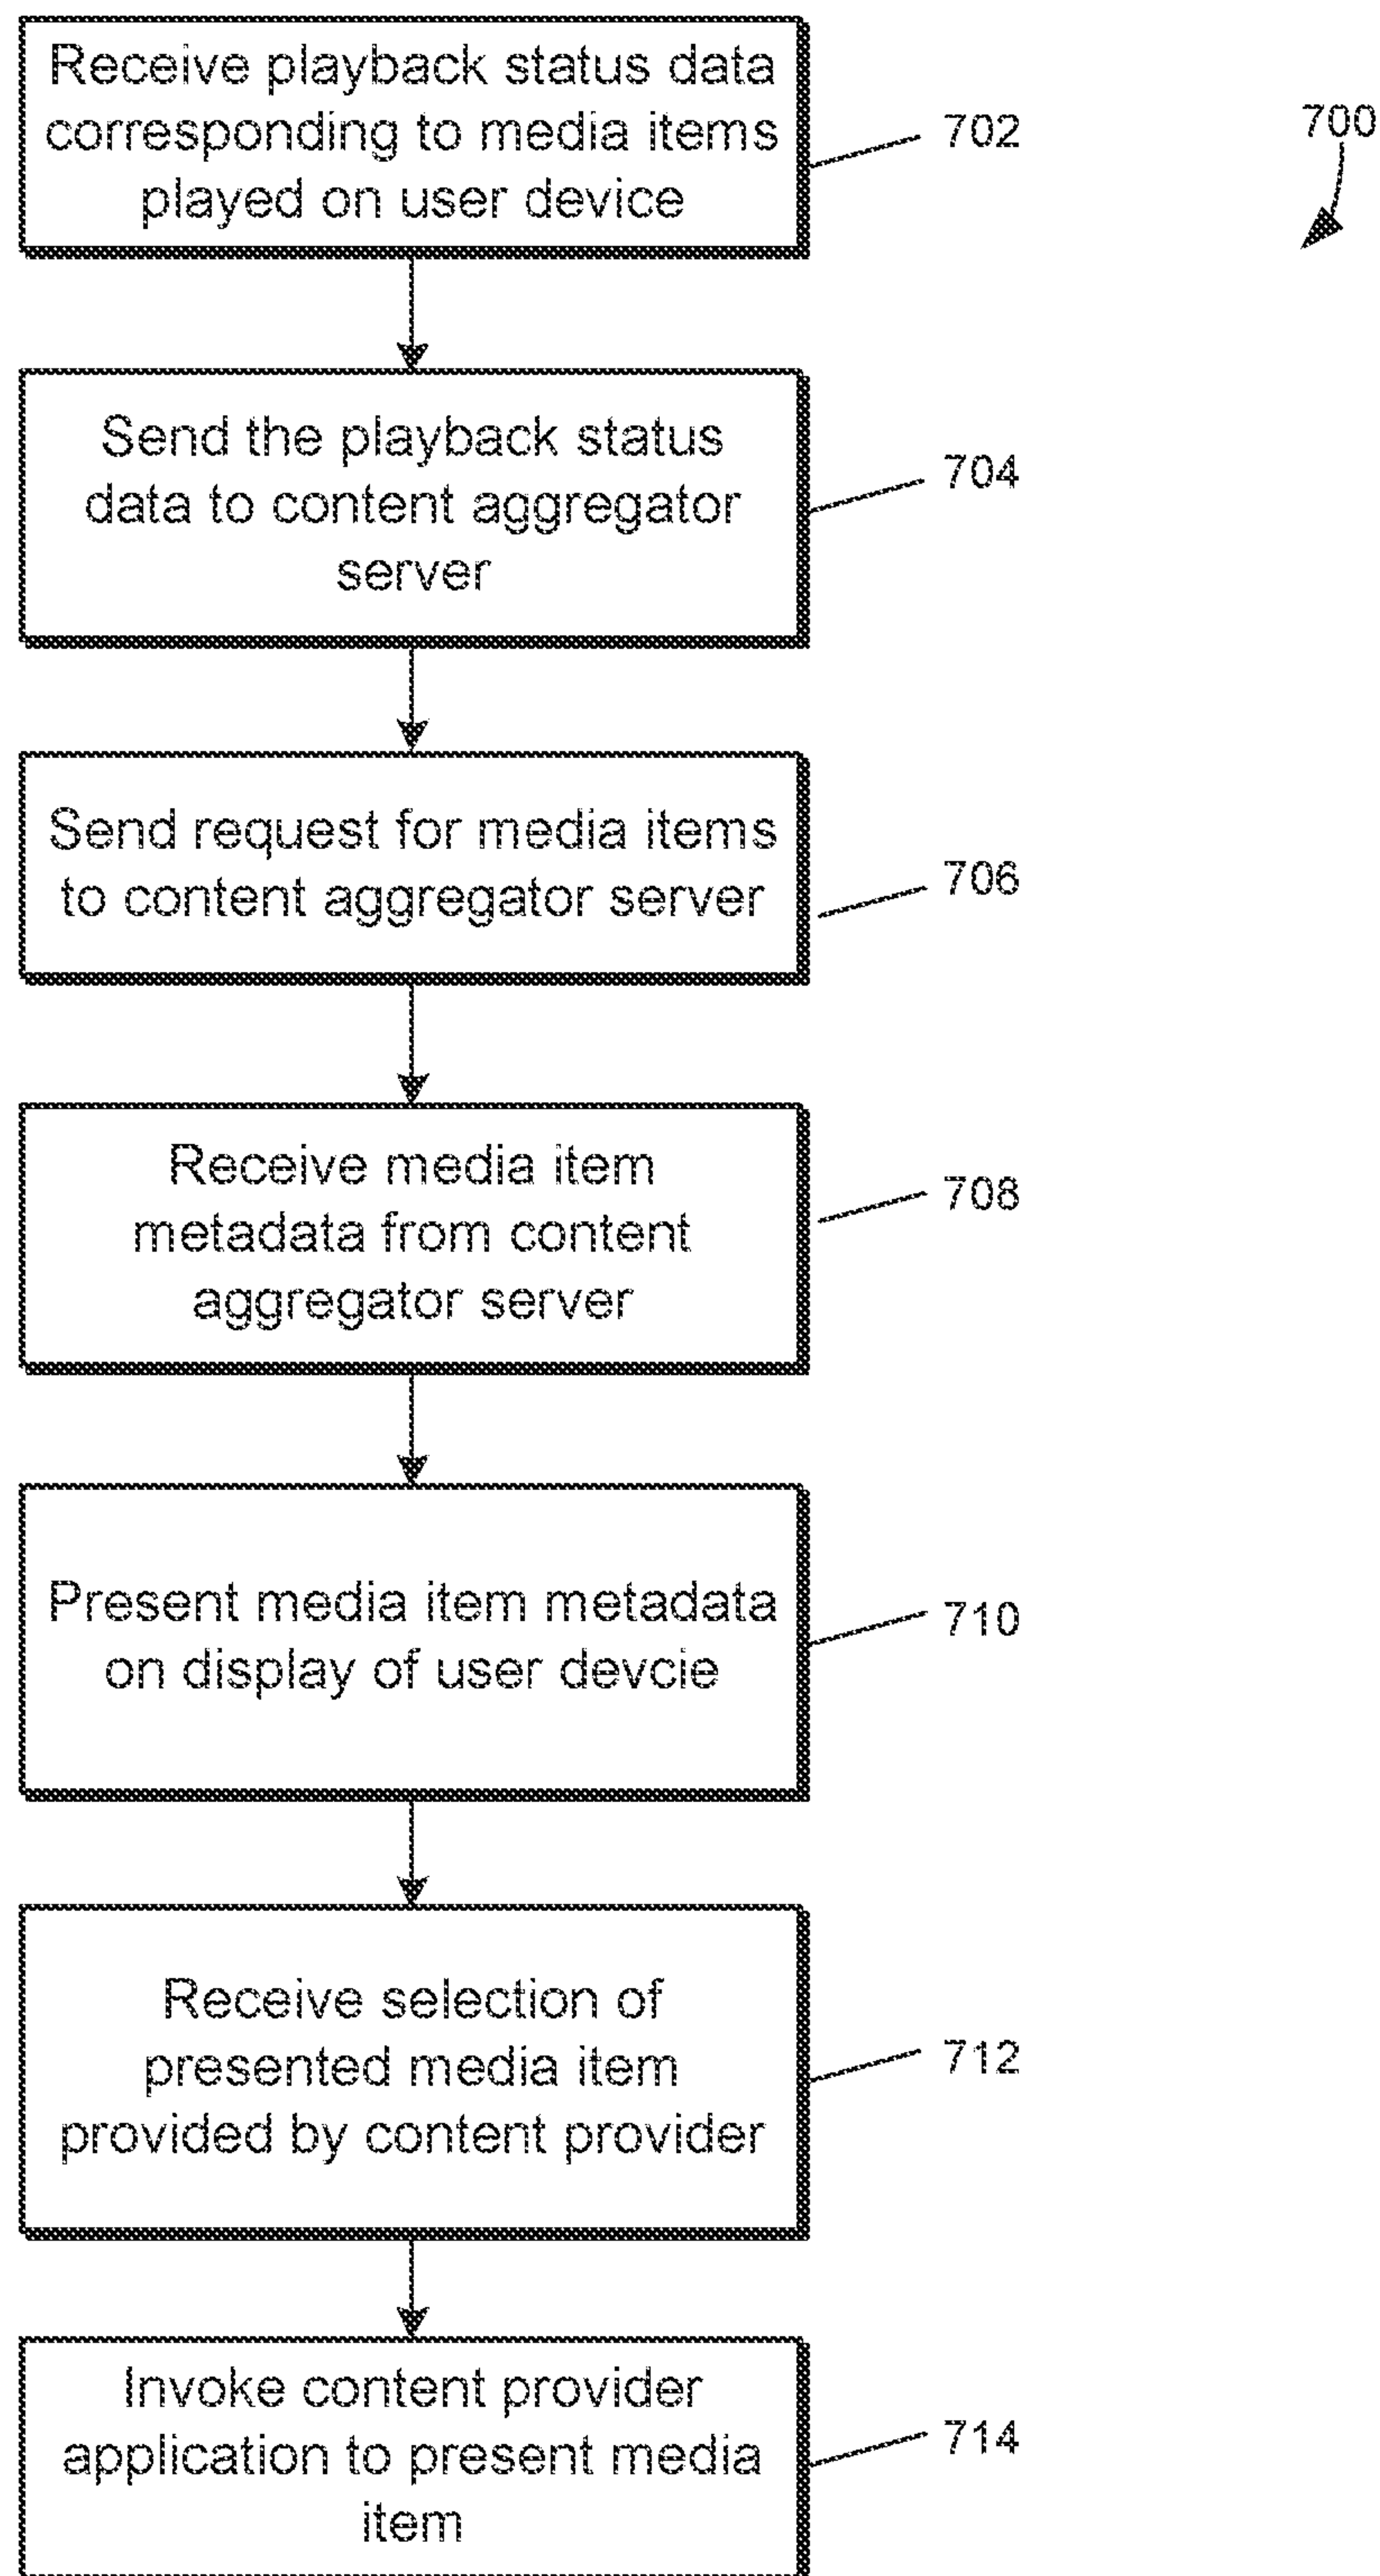 Receive playback status data
corresponding to media items
played on user device
702
700
Send the playback status
data to content aggregator
server
704
Send request for media items
to content aggregator server
706
Receive media item
metadata from content
aggregator server
708
Present media item metadata
on display of user devcie
710
Receive selection of
presented media item
provided by content provider
712
Invoke content provider
application to present media
item
714